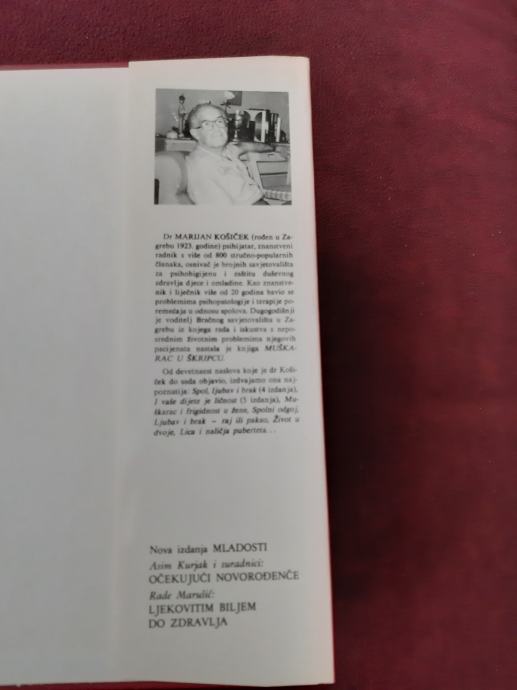 Dr MARIJAN KOŠIČEK (rođen u Za-
grebu 1923. godine) psihijatar, znanstveni
radnik s više od 800 stručno-popularnih
članaka, osnivač je brojnih savjetovališta
za psihohigijenu i zaštitu duševnog
zdravlja djece i omladine. Kao znanstve-
nik i liječnik više od 20 godina bavio se
problemima psihopatologije i terapije po-
remećaja u odnosu spolova. Dugogodišnji
je voditelj Bračnog savjetovališta u Za-
grebu iz kojega rada i iskustva s nepo-
srednim životnim problemima njegovih
pacijenata nastala je knjiga MUŠKA-
RAC U ŠKRIPCU.
Od devetnaest naslova koje je dr Koši-
ček do sada objavio, izdvajamo ona naj-
poznatija: Spol, ljubav i brak (4 izdanja),
I vaše dijete je ličnost (5 izdanja), Mu-
škarac i frigidnost u žene, Spolni odgoj,
Ljubav i brak — raj ili pakao, Život u
dvoje, Lica i naličja puberteta...
Nova izdanja MLADOSTI
Asim Kurjak i suradnici:
OČEKUJUĆI NOVOROĐENČE
Rade Marušić:
LJEKOVITIM BILJEM
DO ZDRAVLJA